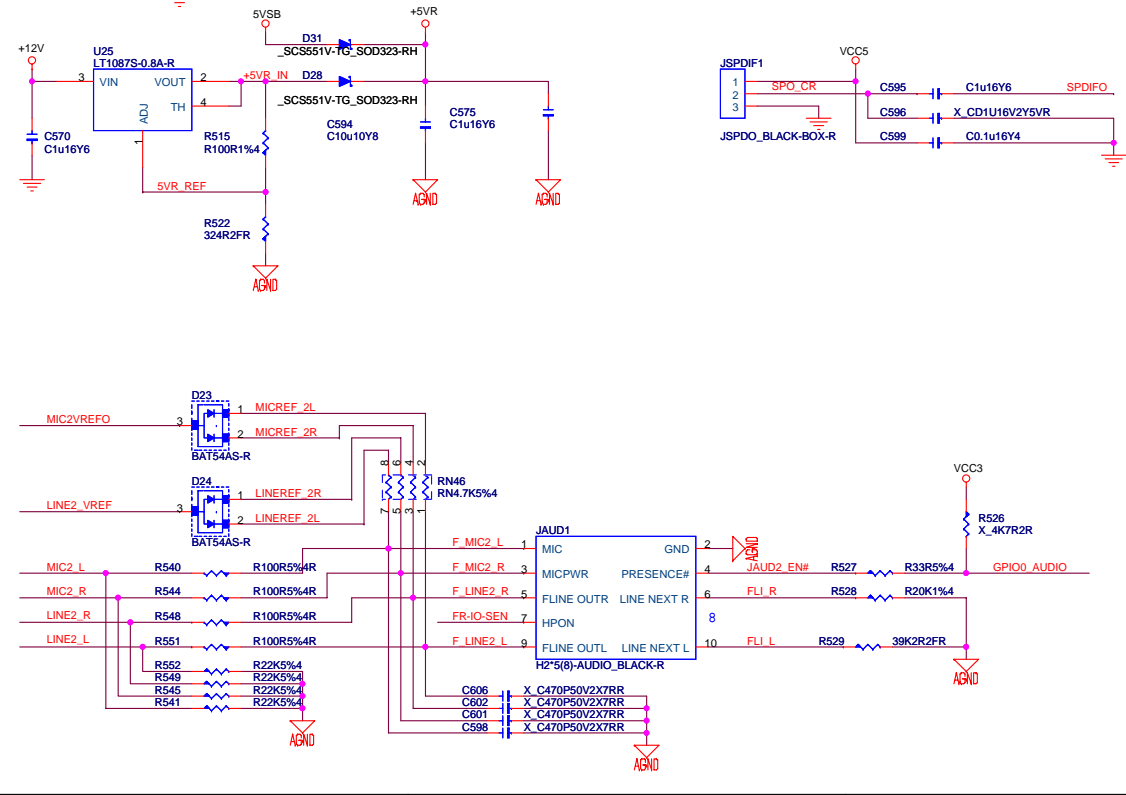 5VSB
+5VR
+12V
U25
LT1087S-0.8A-R
3
VIN
VOUT
2
+5VR_IN
TH
4
ADJ
1
D31
_SCS551V-TG_SOD323-RH
D28
_SCS551V-TG_SOD323-RH
C570
C1u16Y6
R515
R100R1%4
C594
C10u10Y8
C575
C1u16Y6
5VR_REF
R522
324R2FR
AGND
AGND
AGND
VCC5
JSPDIF1
1
2
3
SPO_CR
JSPDO_BLACK-BOX-R
C595
C1u16Y6
SPDIFO
C596
X_CD1U16V2Y5VR
C599
C0.1u16Y4
D23
MIC2VREFO
3
1
MICREF_2L
2
MICREF_2R
BAT54AS-R
D24
LINE2_VREF
3
1
LINEREF_2R
2
LINEREF_2L
BAT54AS-R
8
6
4
2
RN46
RN4.7K5%4
7
5
3
1
MIC2_L
R540
R100R5%4R
MIC2_R
R544
R100R5%4R
LINE2_R
R548
R100R5%4R
LINE2_L
R551
R100R5%4R
R552
R22K5%4
R549
R22K5%4
R545
R22K5%4
R541
R22K5%4
AGND
F_MIC2_L
F_MIC2_R
F_LINE2_R
FR-IO-SEN
F_LINE2_L
JAUD1
1
MIC
GND
2
AGND
3
MICPWR
PRESENCE#
4
5
FLINE OUTR
LINE NEXT R
6
7
HPON
8
9
FLINE OUTL
LINE NEXT L
10
H2*5(8)-AUDIO_BLACK-R
C606
X_C470P50V2X7RR
C602
X_C470P50V2X7RR
C601
X_C470P50V2X7RR
C598
X_C470P50V2X7RR
AGND
VCC3
R526
X_4K7R2R
JAUD2_EN#
R527
R33R5%4
GPIO0_AUDIO
FLI_R
R528
R20K1%4
FLI_L
R529
39K2R2FR
AGND